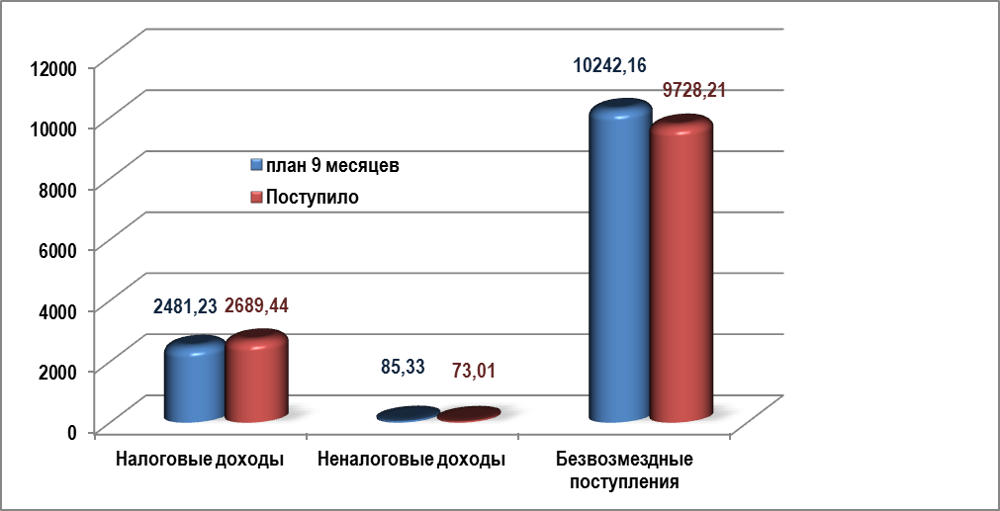 12000
10000
8000
6000
4000
2000
0
план 9 месяцев
Поступило
2481,23
2689,44
85,33
73,01
10242,16
9728,21
Налоговые доходы
Неналоговые доходы
Безвозмездные
поступления